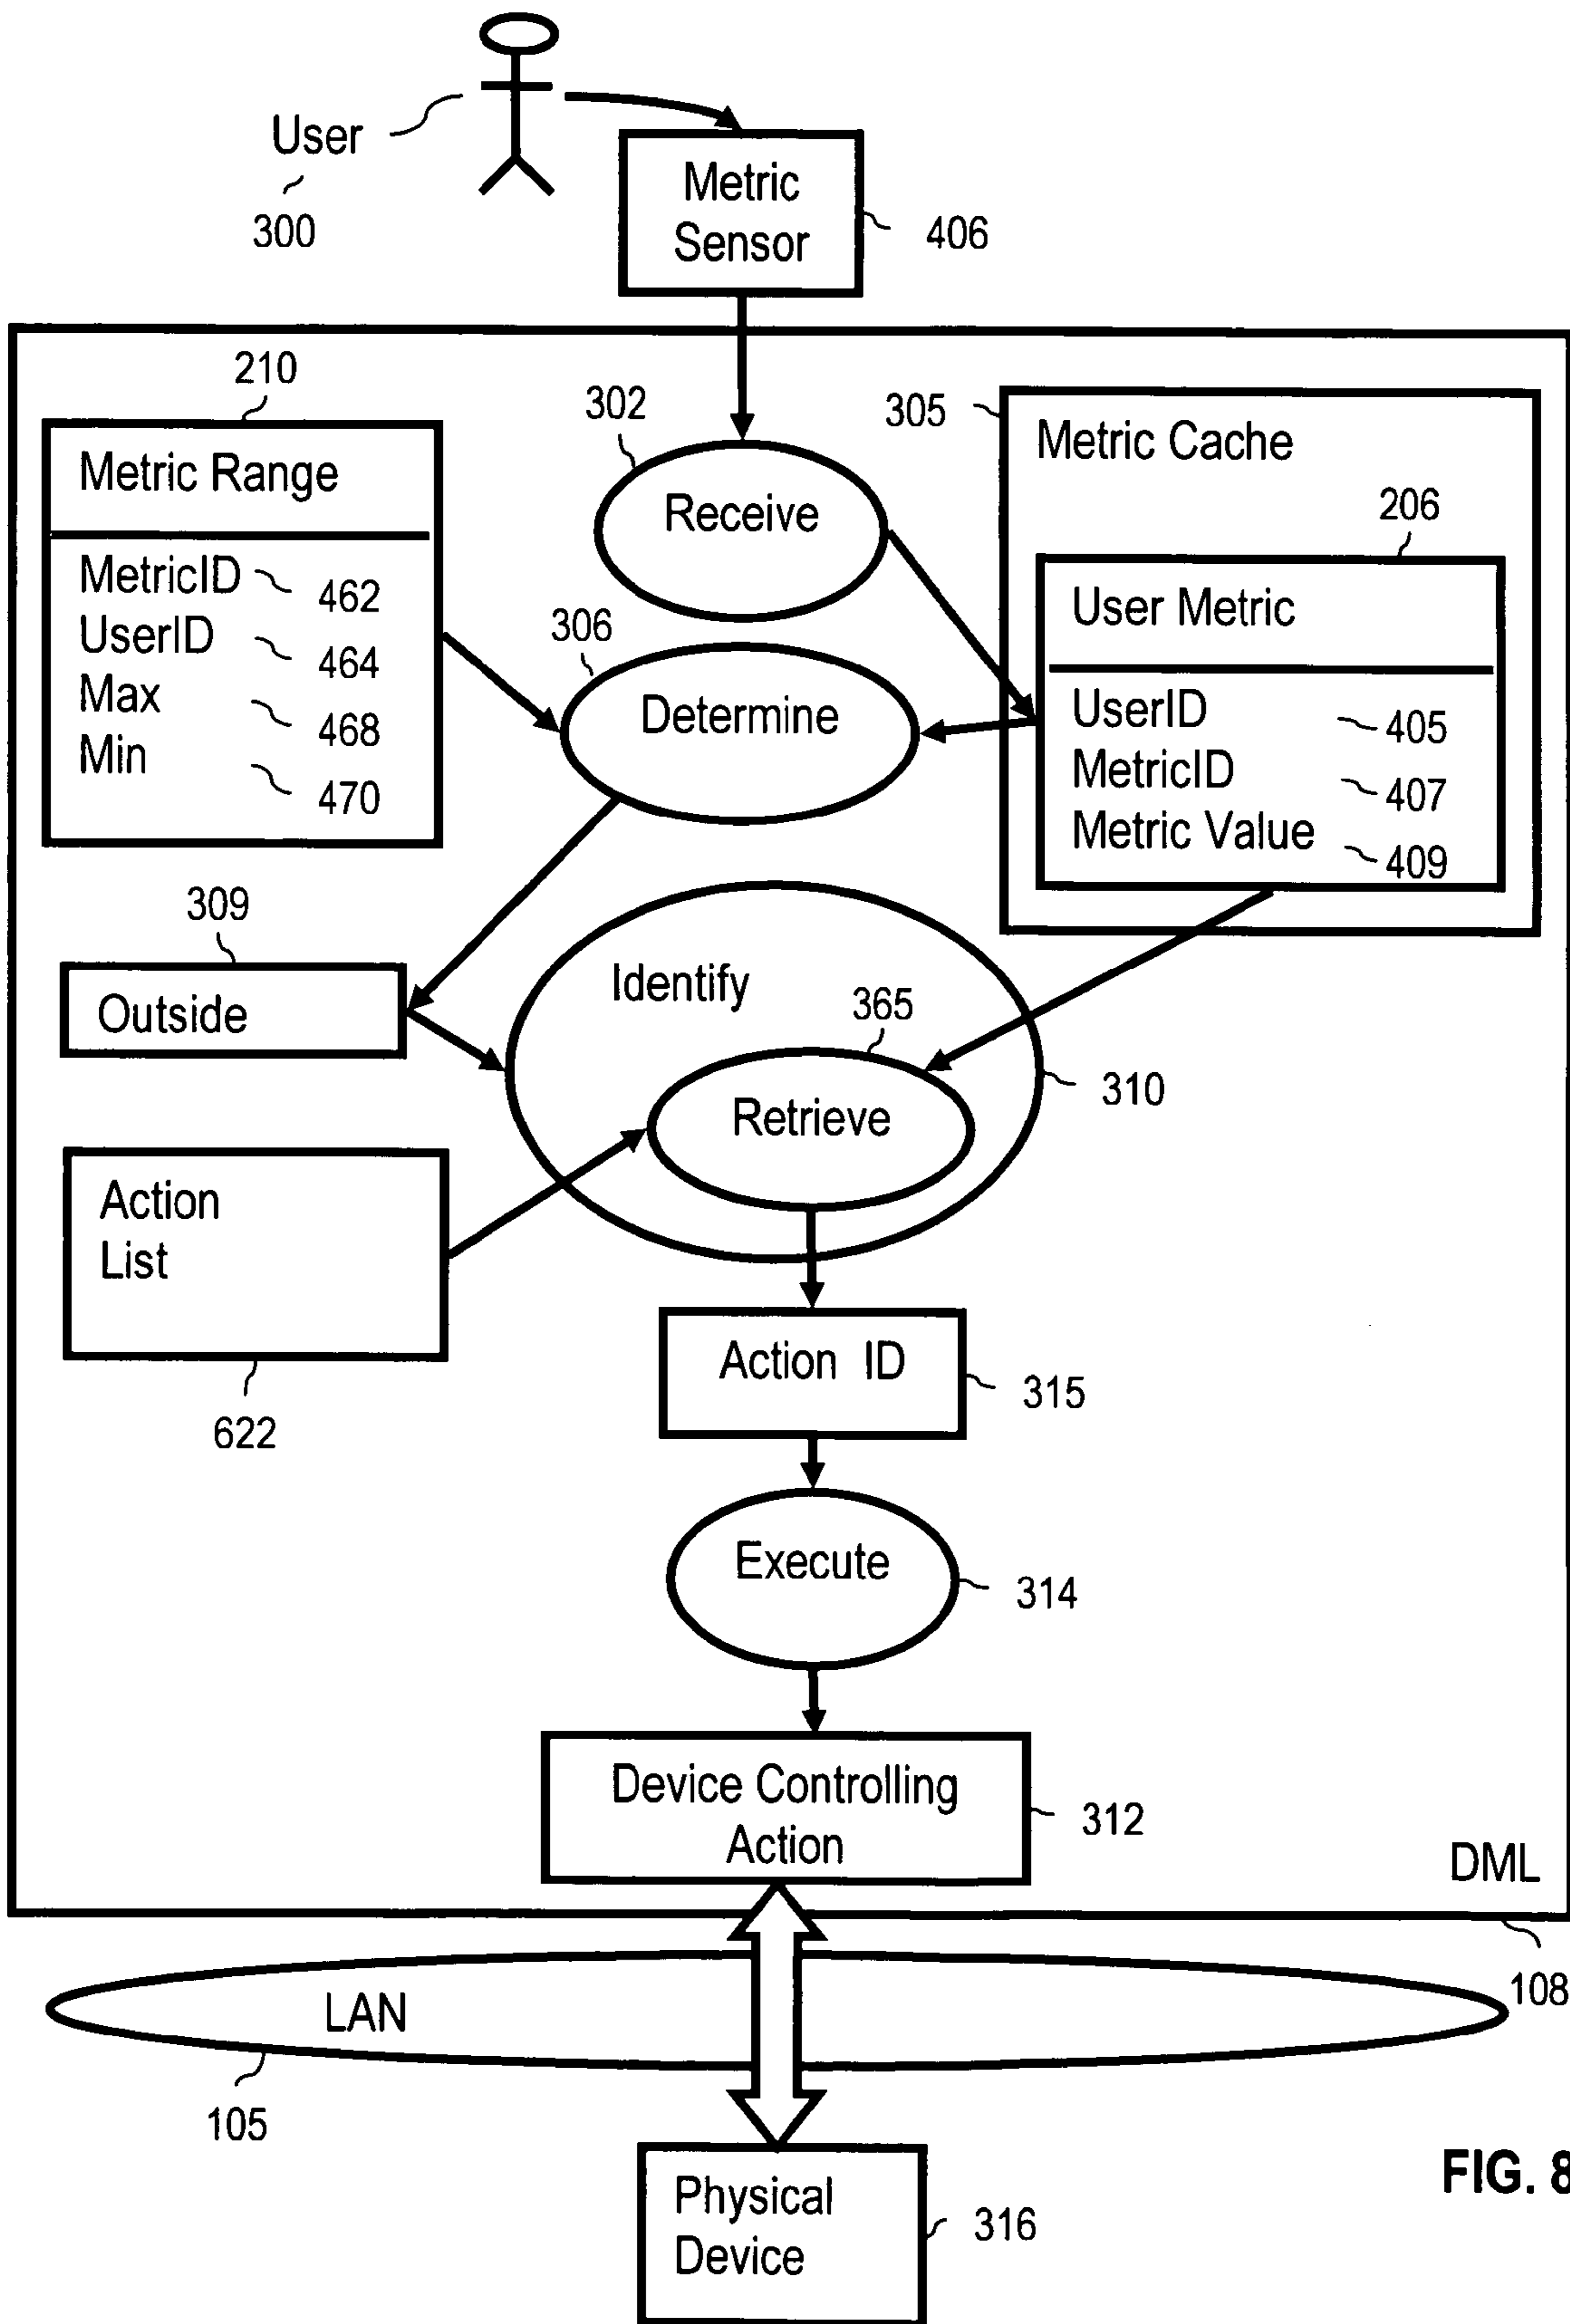 User
300
Metric
Sensor
406
210
Metric Range
MetricID
462
UserID
464
Max
468
Min
470
302
Receive
305
Metric Cache
206
User Metric
UserID
405
MetricID
407
Metric Value
409
306
Determine
309
Outside
Identify
365
Retrieve
310
Action
List
622
Action ID
315
Execute
314
Device Controlling
Action
312
DML
108
LAN
105
Physical
Device
316
FIG. 8